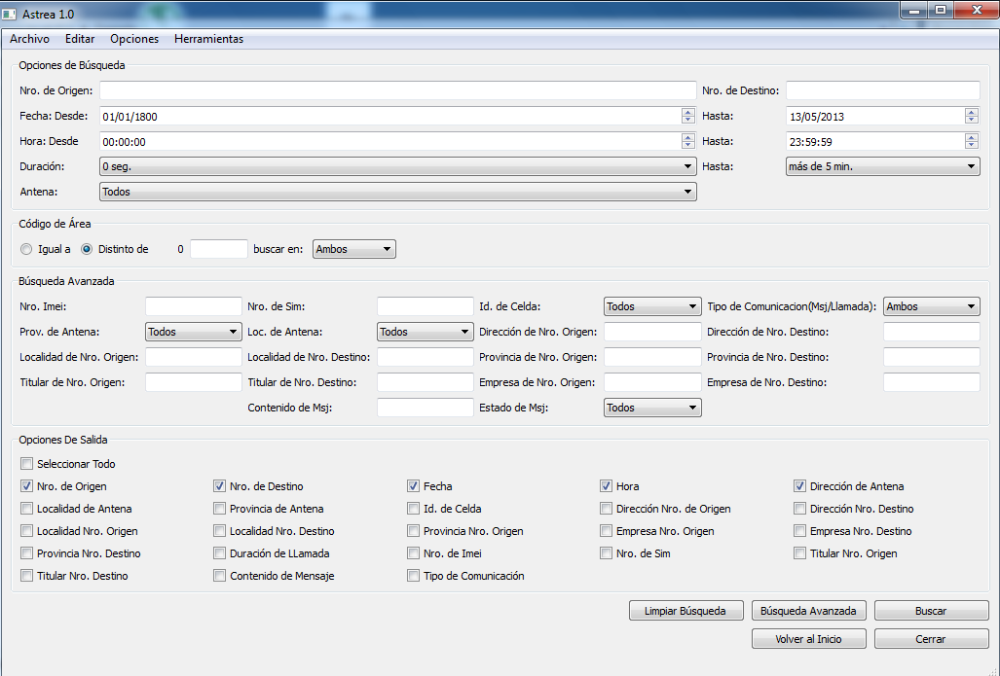 Astrea 1.0
Archivo Editar Opciones Herramientas
Opciones de Búsqueda
Nro. de Origen: Nro. de Destino:
Fecha: Desde: 01/01/1800 Hasta: 13/05/2013
Hora: Desde 00:00:00 Hasta: 23:59:59
Duración: 0 seg. Hasta: más de 5 min.
Antena: Todos
Código de Área
Igual a Distinto de 0 buscar en: Ambos
Búsqueda Avanzada
Nro. Imei: Nro. de Sim: Id. de Celda: Todos Tipo de Comunicacion(Msj/Llamada): Ambos
Prov. de Antena: Todos Loc. de Antena: Todos Dirección de Nro. Origen: Dirección de Nro. Destino:
Localidad de Nro. Origen: Localidad de Nro. Destino: Provincia de Nro. Origen: Provincia de Nro. Destino:
Titular de Nro. Origen: Titular de Nro. Destino: Empresa de Nro. Origen: Empresa de Nro. Destino:
Contenido de Msj: Estado de Msj: Todos
Opciones De Salida
Seleccionar Todo
Nro. de Origen Nro. de Destino Fecha Hora Dirección de Antena
Localidad de Antena Provincia de Antena Id. de Celda Dirección Nro. de Origen Dirección Nro. Destino
Localidad Nro. Origen Localidad Nro. Destino Provincia Nro. Origen Empresa Nro. Origen Empresa Nro. Destino
Provincia Nro. Destino Duración de LLamada Nro. de Imei Nro. de Sim Titular Nro. Origen
Titular Nro. Destino Contenido de Mensaje Tipo de Comunicación
Limpiar Búsqueda Búsqueda Avanzada Buscar
Volver al Inicio Cerrar